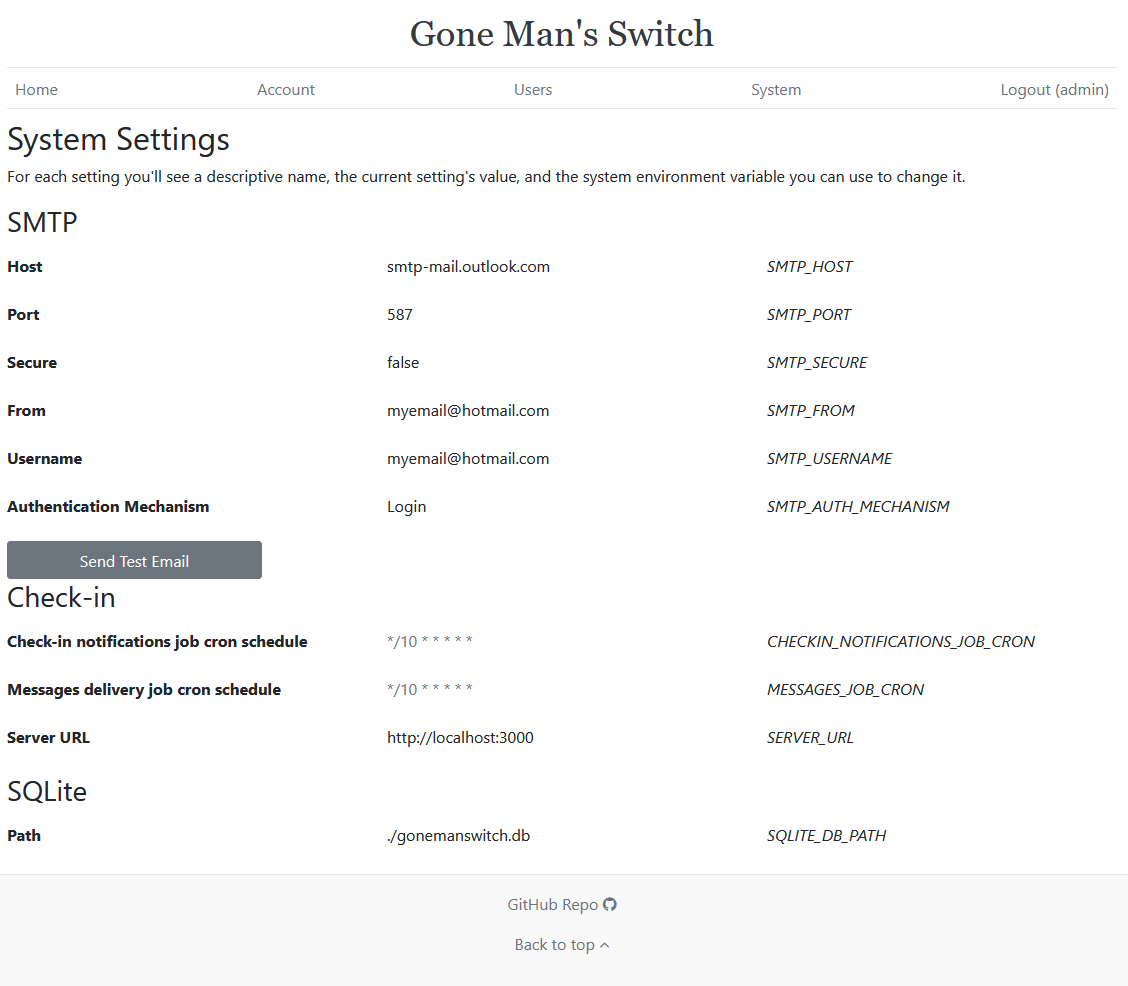 Gone Man's Switch
Home Account Users System Logout (admin)
System Settings
For each setting you'll see a descriptive name, the current setting's value, and the system environment variable you can use to change it.
SMTP
Host smtp-mail.outlook.com SMTP_HOST
Port 587 SMTP_PORT
Secure false SMTP_SECURE
From myemail@hotmail.com SMTP_FROM
Username myemail@hotmail.com SMTP_USERNAME
Authentication Mechanism Login SMTP_AUTH_MECHANISM
Send Test Email
Check-in
Check-in notifications job cron schedule */10 * * * * * CHECKIN_NOTIFICATIONS_JOB_CRON
Messages delivery job cron schedule */10 * * * * * MESSAGES_JOB_CRON
Server URL http://localhost:3000 SERVER_URL
SQLite
Path ./gonemanswitch.db SQLITE_DB_PATH
GitHub Repo
Back to top